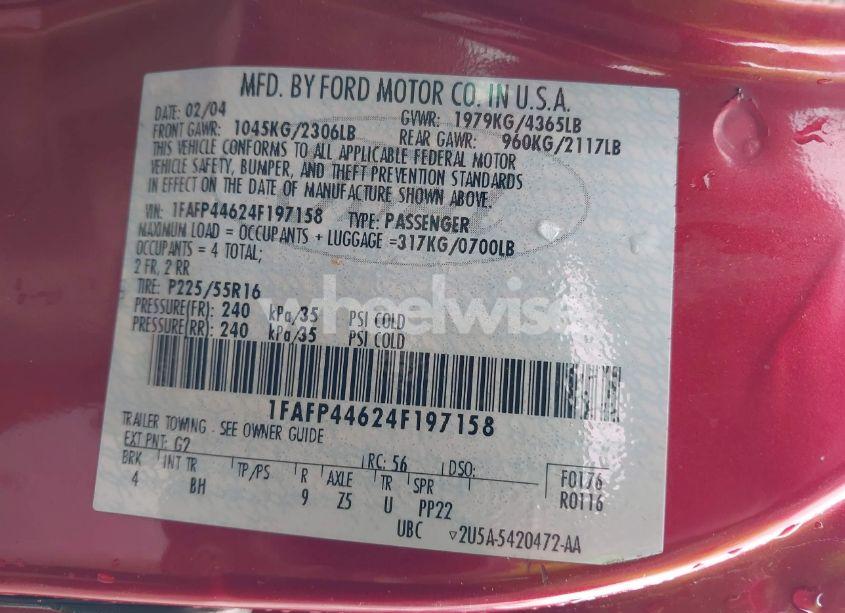 MFD. BY FORD MOTOR CO. IN U.S.A.
DATE: 02/04 GVWR: 1979KG/4365LB
FRONT GAWR: 1045KG/2306LB REAR GAWR: 960KG/2117LB
THIS VEHICLE CONFORMS TO ALL APPLICABLE FEDERAL MOTOR
VEHICLE SAFETY, BUMPER, AND THEFT PREVENTION STANDARDS
IN EFFECT ON THE DATE OF MANUFACTURE SHOWN ABOVE.
VIN: 1FAFP44624F197158 TYPE: PASSENGER
MAXIMUM LOAD = OCCUPANTS + LUGGAGE =317KG/0700LB
OCCUPANTS = 4 TOTAL;
2 FR, 2 RR
TIRE: P225/55R16
PRESSURE(FR): 240 kPa/35 PSI COLD
PRESSURE(RR): 240 kPa/35 PSI COLD
wheelwise
1FAFP44624F197158
TRAILER TOWING - SEE OWNER GUIDE
EXT PNT: G2 RC: 56 DSO: F0176
BRK INT TR TP/PS R AXLE TR SPR R0116
4 BH 9 Z5 U PP22
UBC ▽2U5A-5420472-AA